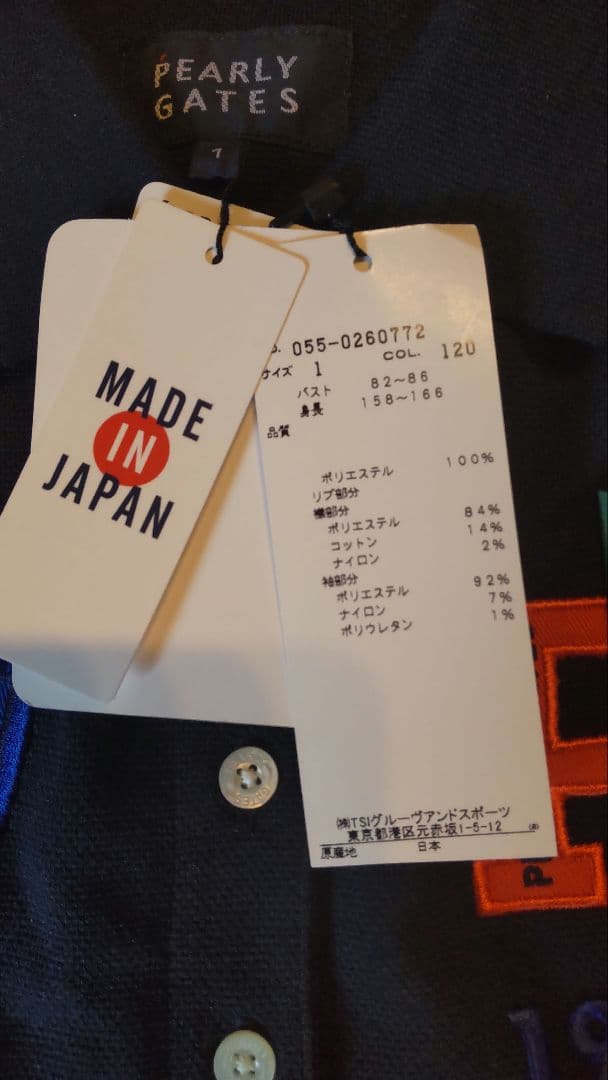 PEARLY
GATES
1
MADE
IN
JAPAN
055-0260772
サイズ 1 COL. 120
バスト 82~86
身長 158~166
品質
ポリエステル 100%
リブ部分
襟部分
ポリエステル 84%
コットン 14%
ナイロン 2%
袖部分
ポリエステル 92%
ナイロン 7%
ポリウレタン 1%
㈱TSIグルーヴアンドスポーツ
東京都港区元赤坂1-5-12
原産地 日本